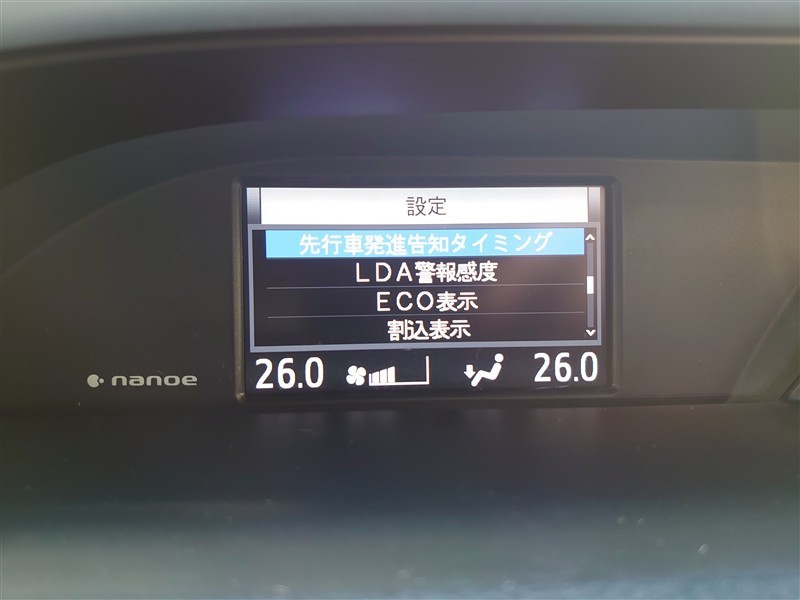 設定
先行車発進告知タイミング
LDA警報感度
ECO表示
割込表示
26.0 26.0
nanoe